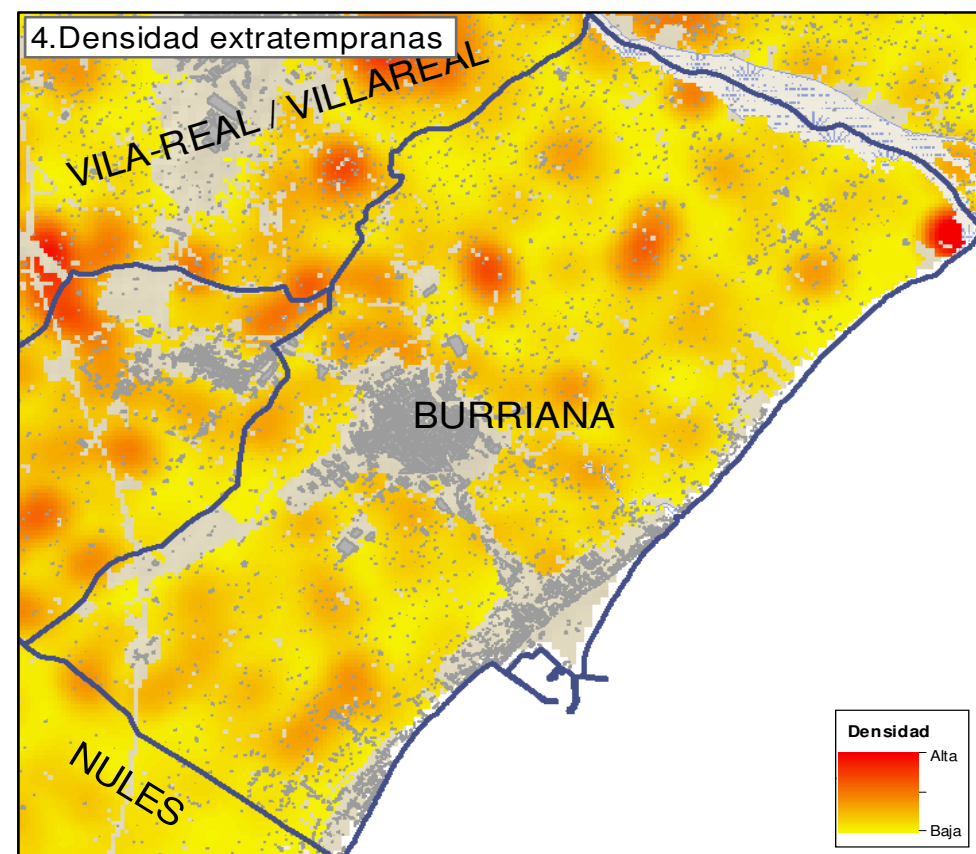 4.Densidad extratempranas
VILA-REAL / VILLAREAL
BURRIANA
NULES
Densidad
Alta
Baja